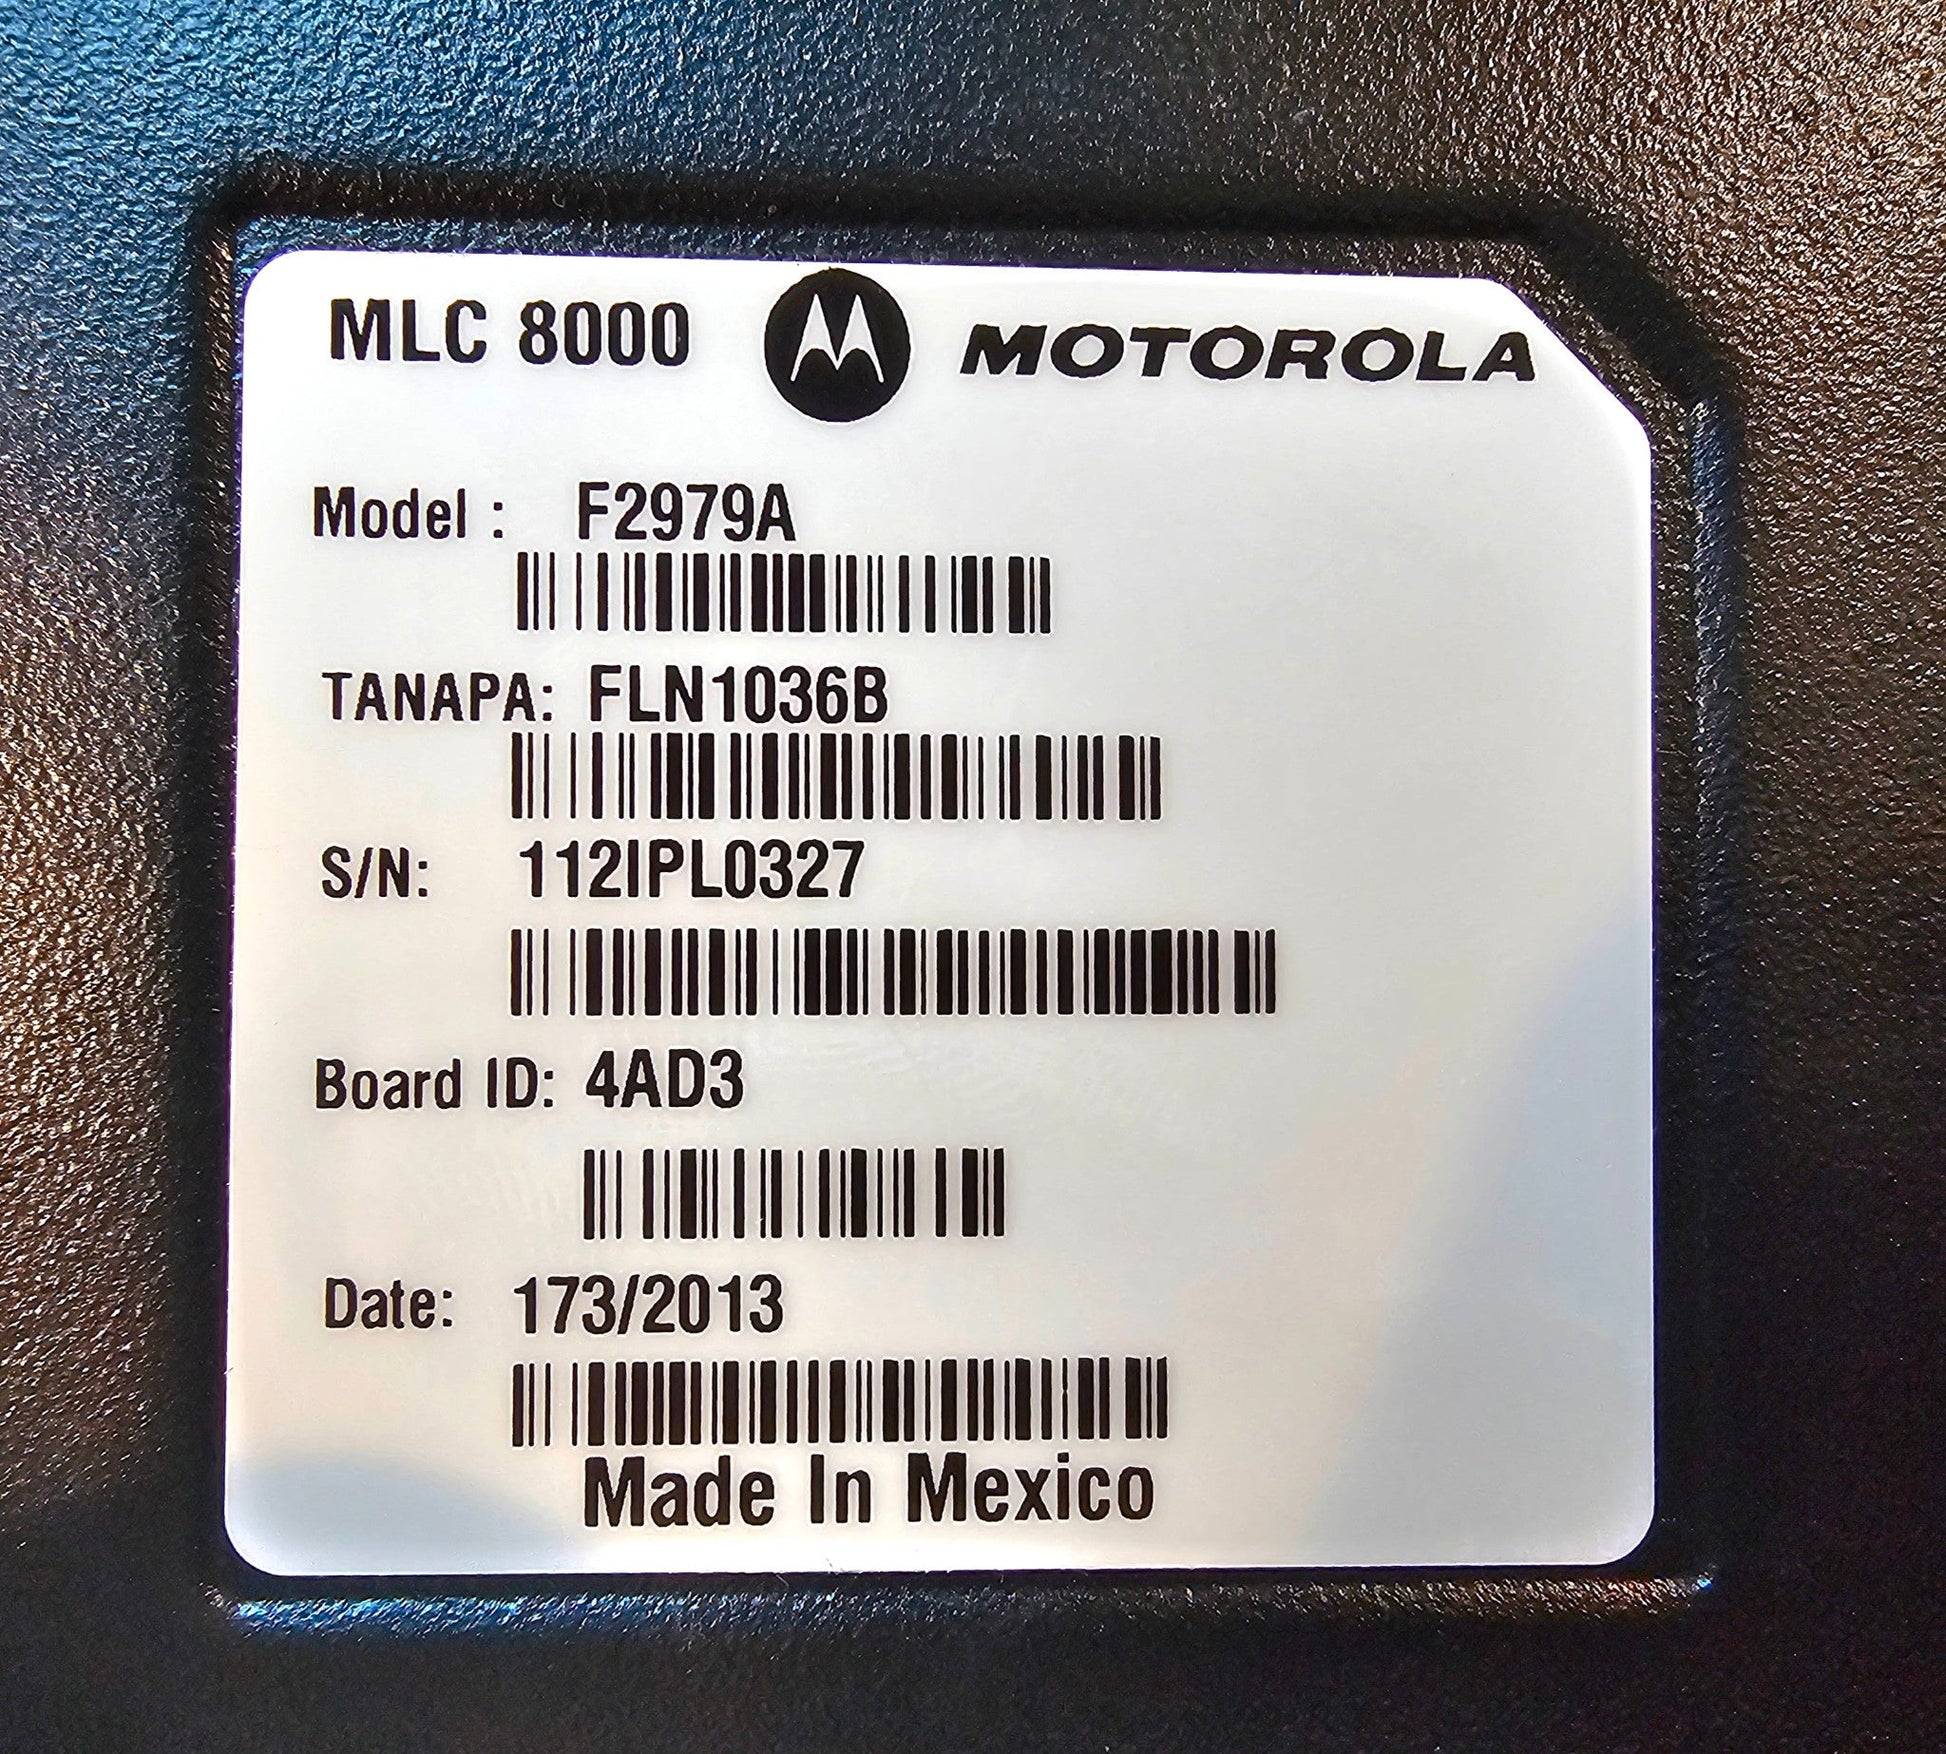 MLC 8000 MOTOROLA
Model : F2979A
TANAPA: FLN1036B
S/N: 112IPL0327
Board ID: 4AD3
Date: 173/2013
Made In Mexico